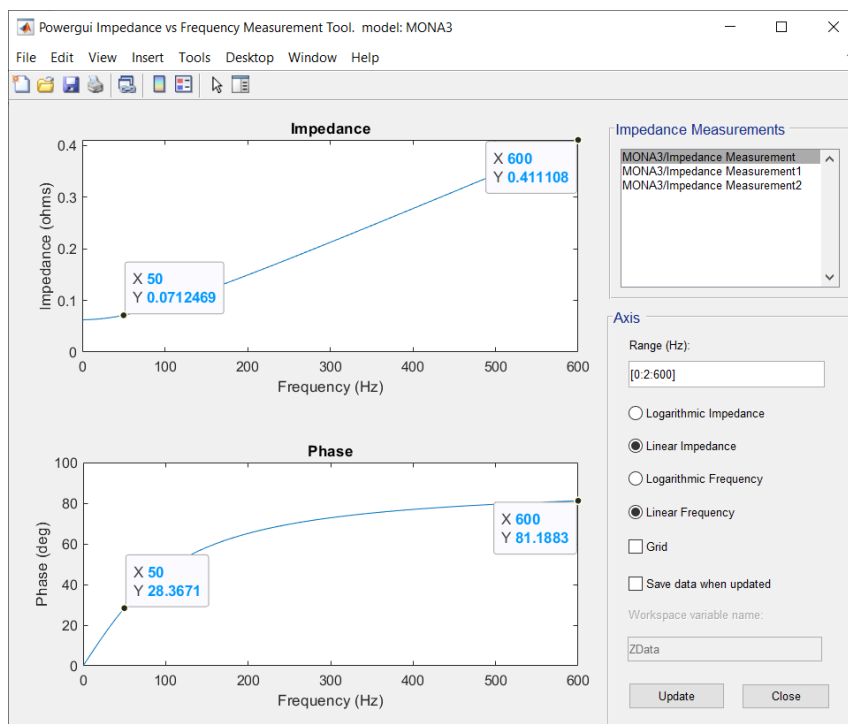 Powergui Impedance vs Frequency Measurement Tool. model: MONA3
File Edit View Insert Tools Desktop Window Help
Impedance
0.4
0.3
0.2
0.1
0
Impedance (ohms)
X 600
Y 0.411108
X 50
Y 0.0712469
0 100 200 300 400 500 600
Frequency (Hz)
Phase
100
80
60
40
20
0
Phase (deg)
X 600
Y 81.1883
X 50
Y 28.3671
0 100 200 300 400 500 600
Frequency (Hz)
Impedance Measurements
MONA3/Impedance Measurement
MONA3/Impedance Measurement1
MONA3/Impedance Measurement2
Axis
Range (Hz):
[0:2:600]
Logarithmic Impedance
Linear Impedance
Logarithmic Frequency
Linear Frequency
Grid
Save data when updated
Workspace variable name:
ZData
Update Close